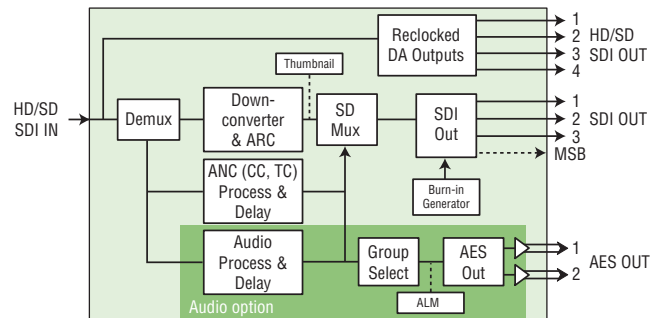 Reclocked
DA Outputs
1
2
3
4
HD/SD
SDI OUT
Thumbnail
HD/SD
SDI IN
Demux
Down-
converter
& ARC
SD
Mux
SDI
Out
1
2
3
SDI OUT
MSB
ANC (CC, TC)
Process &
Delay
Burn-in
Generator
Audio
Process &
Delay
Group
Select
AES
Out
1
2
AES OUT
Audio option
ALM